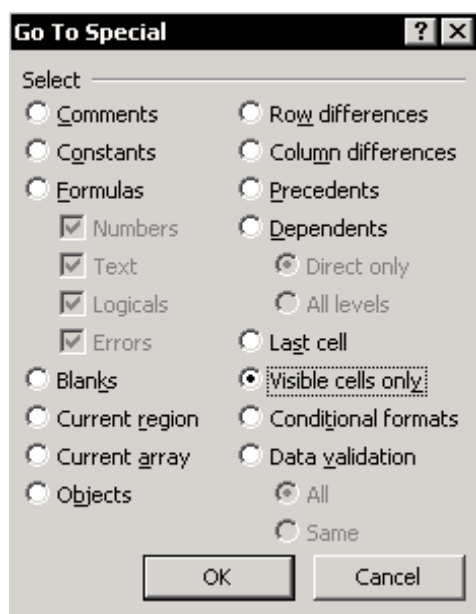 Go To Special
Select
Comments
Constants
Formulas
Numbers
Text
Logicals
Errors
Blanks
Current region
Current array
Objects
Row differences
Column differences
Precedents
Dependents
Direct only
All levels
Last cell
Visible cells only
Conditional formats
Data validation
All
Same
OK
Cancel